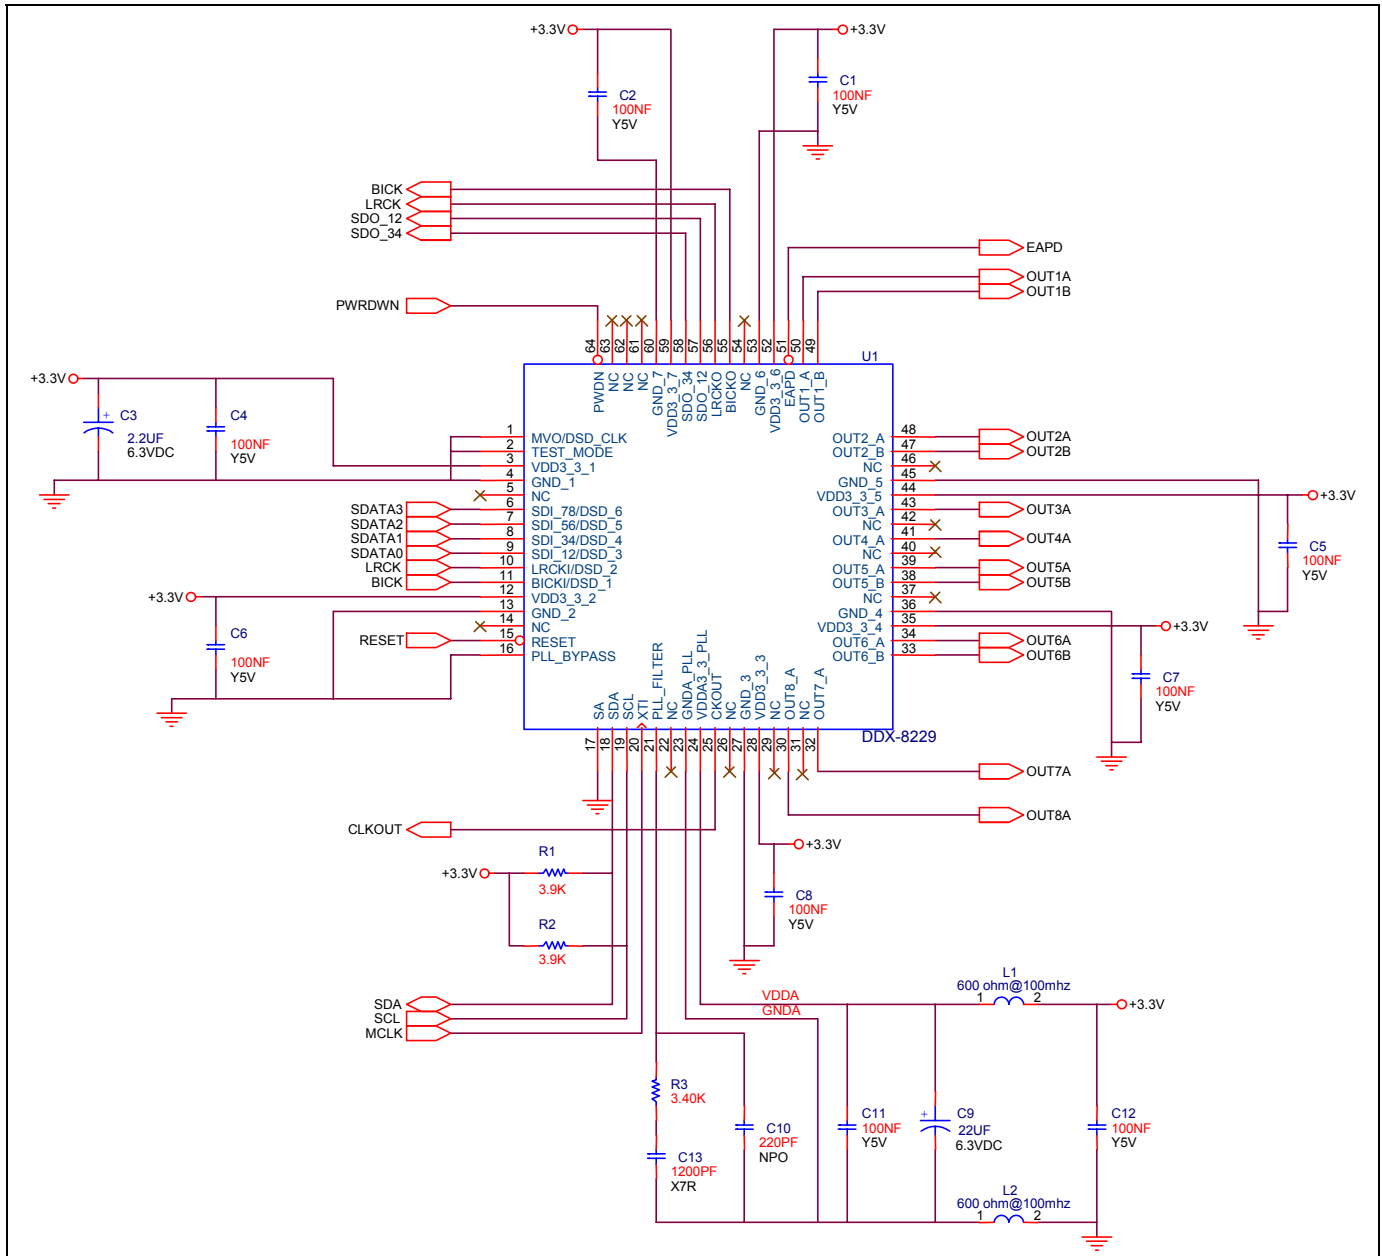 +3.3V
+3.3V
C2
100NF
Y5V
C1
100NF
Y5V
BICK
LRCK
SDO_12
SDO_34
EAPD
OUT1A
OUT1B
PWRDWN
64
63
62
61
60
59
58
57
56
55
54
53
52
51
50
49
U1
PWDN
NC
NC
NC
GND_7
VDD3_3_7
SDO_34
SDO_12
LRCKO
BICKO
NC
GND_6
VDD3_3_6
EAPD
OUT1_A
OUT1_B
+3.3V
C3
+
2.2UF
6.3VDC
C4
100NF
Y5V
1 MVO/DSD_CLK
2 TEST_MODE
3 VDD3_3_1
4 GND_1
5 NC
SDATA3 6 SDI_78/DSD_6
SDATA2 7 SDI_56/DSD_5
SDATA1 8 SDI_34/DSD_4
SDATA0 9 SDI_12/DSD_3
LRCK 10 LRCKI/DSD_2
BICK 11 BICKI/DSD_1
+3.3V 12 VDD3_3_2
13 GND_2
14 NC
RESET 15 RESET
16 PLL_BYPASS
C6
100NF
Y5V
OUT2_A 48 OUT2A
OUT2_B 47 OUT2B
NC 46
GND_5 45
VDD3_3_5 44 +3.3V
OUT3_A 43 OUT3A
NC 42
OUT4_A 41 OUT4A
NC 40
OUT5_A 39 OUT5A
OUT5_B 38 OUT5B
NC 37
GND_4 36
VDD3_3_4 35 +3.3V
OUT6_A 34 OUT6A
OUT6_B 33 OUT6B
C5
100NF
Y5V
C7
100NF
Y5V
SA
SDA
SCL
XTI
PLL_FILTER
NC
GNDA_PLL
VDDA3_3_PLL
CKOUT
NC
GND_3
VDD3_3_3
NC
OUT8_A
NC
OUT7_A
17
18
19
20
21
22
23
24
25
26
27
28
29
30
31
32
DDX-8229
OUT7A
OUT8A
CLKOUT
+3.3V
R1
3.9K
R2
3.9K
+3.3V
C8
100NF
Y5V
SDA
SCL
MCLK
VDDA
GNDA
L1
600 ohm@100mhz
1 2
+3.3V
R3
3.40K
C13
1200PF
X7R
C10
220PF
NPO
C11
100NF
Y5V
+
C9
22UF
6.3VDC
C12
100NF
Y5V
L2
600 ohm@100mhz
1 2